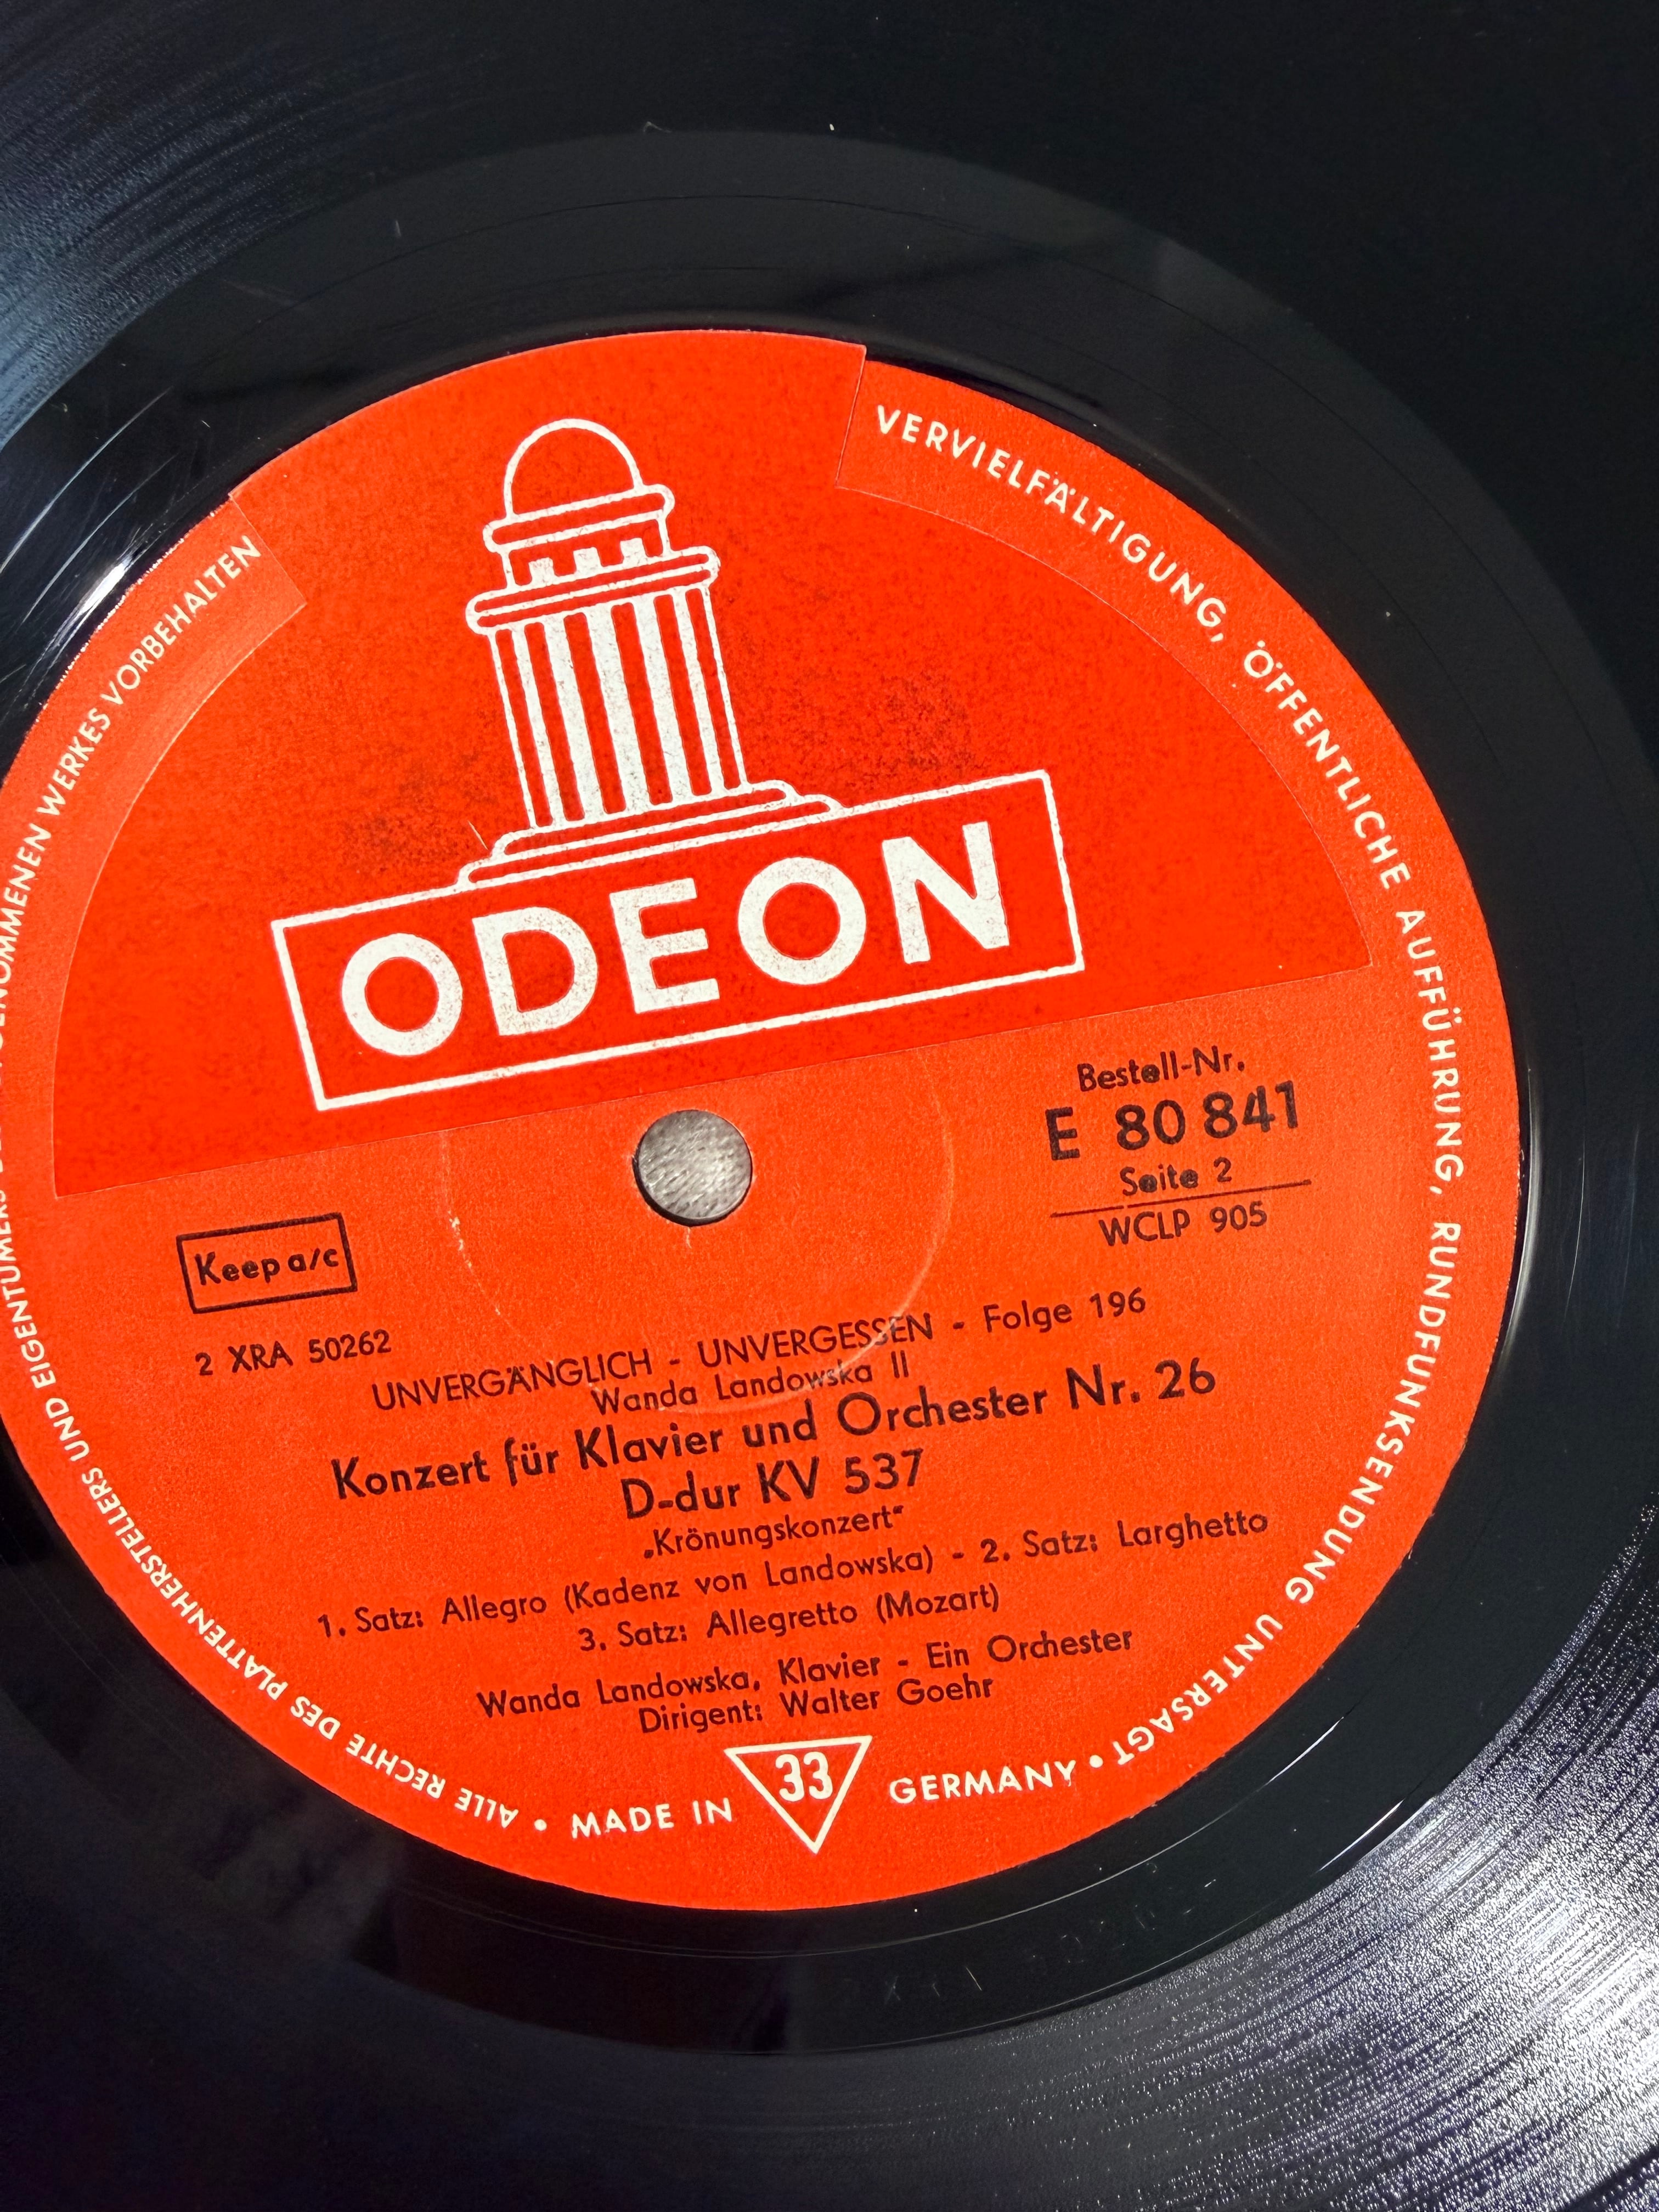 ODEON
Bestell-Nr.
E 80 841
Seite 2
WCLP 905
Keep a/c
2 XRA 50262
UNVERGÄNGLICH - UNVERGESSEN - Folge 196
Wanda Landowska II
Konzert für Klavier und Orchester Nr. 26
D-dur KV 537
„Krönungskonzert“
1. Satz: Allegro (Kadenz von Landowska) - 2. Satz: Larghetto
3. Satz: Allegretto (Mozart)
Wanda Landowska, Klavier - Ein Orchester
Dirigent: Walter Goehr
33
MADE IN GERMANY •
ALLE RECHTE DES PLATTENHERSTELLERS UND EIGENTÜMERS WERKES VORBEHALTEN
VERVIELFÄLTIGUNG, ÖFFENTLICHE AUFFÜHRUNG, RUNDFUNKSENDUNG UNTERSAGT •